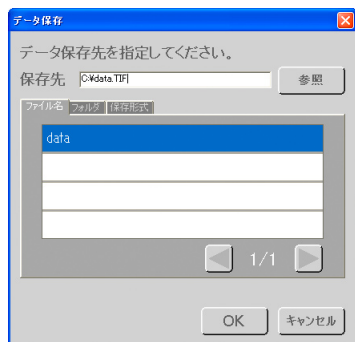 データ保存
データ保存先を指定してください。
保存先 C:¥data.TIF 参照
ファイル名 フォルダ 保存形式
data
1/1
OK キャンセル